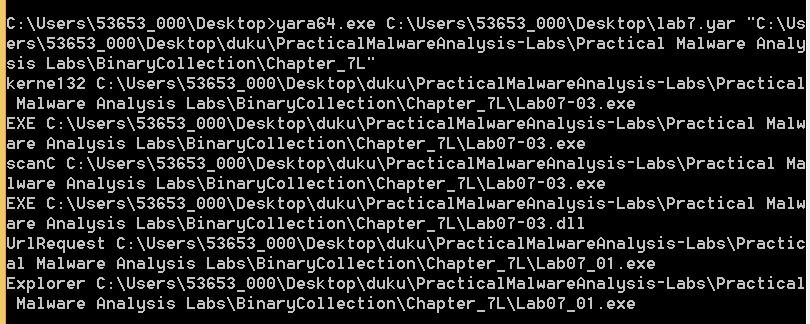 C:\Users\53653_000\Desktop>yara64.exe C:\Users\53653_000\Desktop\lab7.yar "C:\Us
ers\53653_000\Desktop\duku\PracticalMalwareAnalysis-Labs\Practical Malware Analy
sis Labs\BinaryCollection\Chapter_7L"
kerne132 C:\Users\53653_000\Desktop\duku\PracticalMalwareAnalysis-Labs\Practical
 Malware Analysis Labs\BinaryCollection\Chapter_7L\Lab07-03.exe
EXE C:\Users\53653_000\Desktop\duku\PracticalMalwareAnalysis-Labs\Practical Malw
are Analysis Labs\BinaryCollection\Chapter_7L\Lab07-03.exe
scanC C:\Users\53653_000\Desktop\duku\PracticalMalwareAnalysis-Labs\Practical Ma
lware Analysis Labs\BinaryCollection\Chapter_7L\Lab07-03.exe
EXE C:\Users\53653_000\Desktop\duku\PracticalMalwareAnalysis-Labs\Practical Malw
are Analysis Labs\BinaryCollection\Chapter_7L\Lab07-03.dll
UrlRequest C:\Users\53653_000\Desktop\duku\PracticalMalwareAnalysis-Labs\Practic
al Malware Analysis Labs\BinaryCollection\Chapter_7L\Lab07_01.exe
Explorer C:\Users\53653_000\Desktop\duku\PracticalMalwareAnalysis-Labs\Practical
 Malware Analysis Labs\BinaryCollection\Chapter_7L\Lab07_01.exe